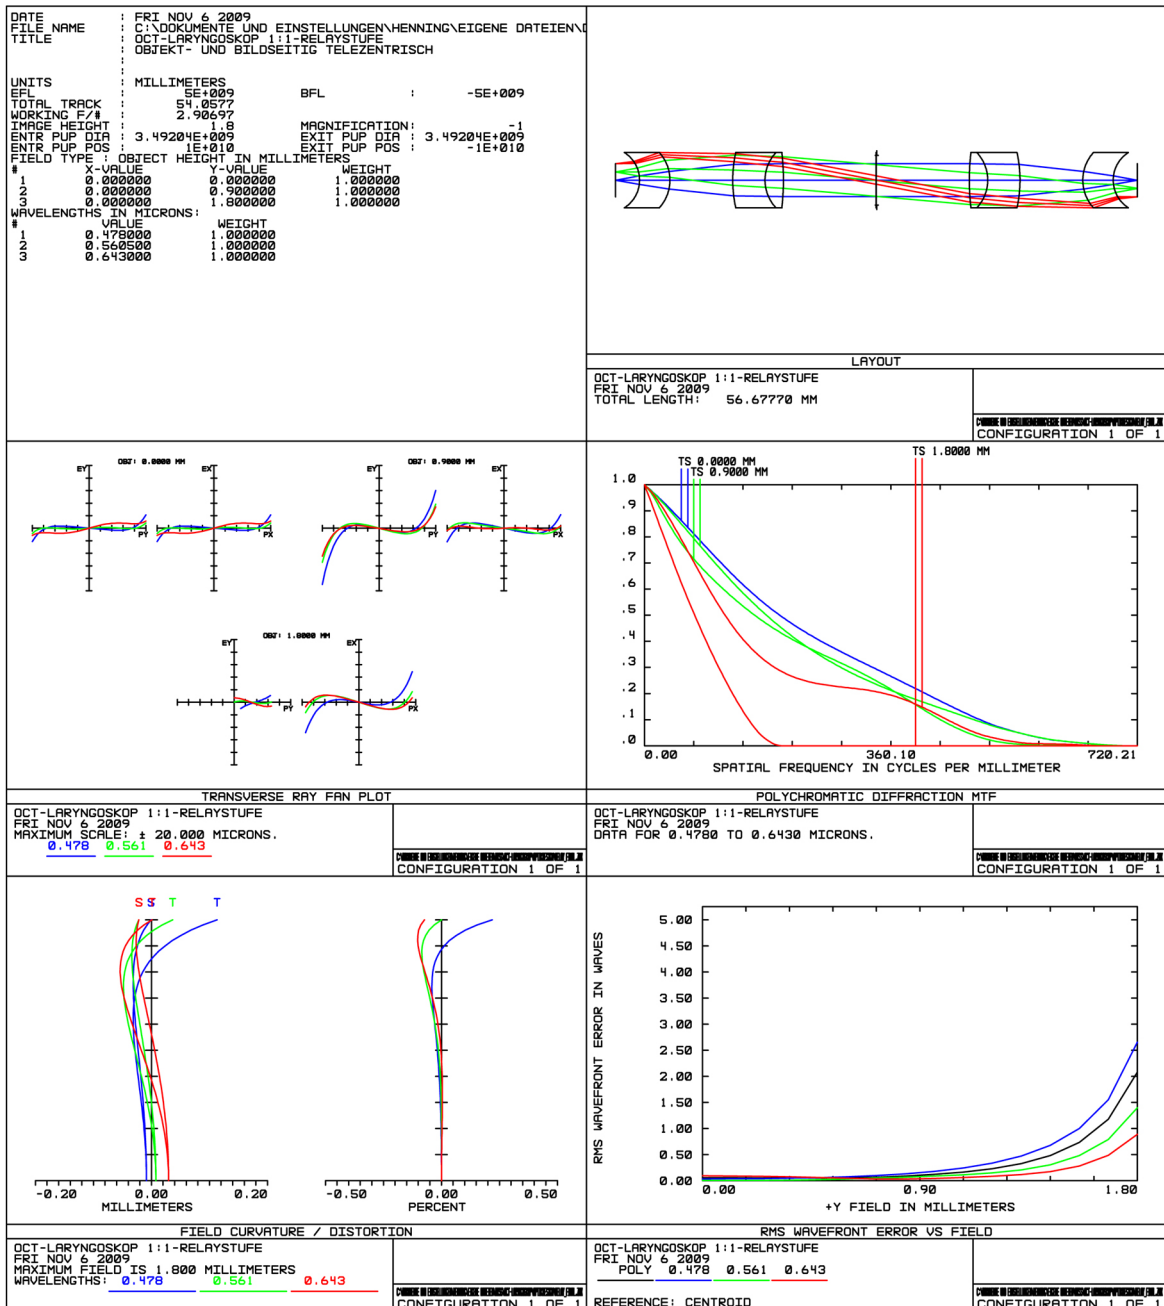 DATE : FRI NOV 6 2009
FILE NAME : C:\DOKUMENTE UND EINSTELLUNGEN\HENNING\EIGENE DATEIEN\
TITLE : OCT-LARYNGOSKOP 1:1-RELAYSTUFE
: OBJEKT- UND BILDSEITIG TELEZENTRISCH
:
:
UNITS : MILLIMETERS
EFL : 5E+009 BFL : -5E+009
TOTAL TRACK : 54.0577
WORKING F/# : 2.90697
IMAGE HEIGHT : 1.8 MAGNIFICATION: -1
ENTR PUP DIA : 3.49204E+009 EXIT PUP DIA : 3.49204E+009
ENTR PUP POS : 1E+010 EXIT PUP POS : -1E+010
FIELD TYPE : OBJECT HEIGHT IN MILLIMETERS
# X-VALUE Y-VALUE WEIGHT
1 0.000000 0.000000 1.000000
2 0.000000 0.900000 1.000000
3 0.000000 1.800000 1.000000
WAVELENGTHS IN MICRONS:
# VALUE WEIGHT
1 0.478000 1.000000
2 0.560500 1.000000
3 0.643000 1.000000
LAYOUT
OCT-LARYNGOSKOP 1:1-RELAYSTUFE
FRI NOV 6 2009
TOTAL LENGTH: 56.67770 MM
CONFIGURATION 1 OF 1
OBJ: 0.0000 MM
EY EX
PY PX
OBJ: 0.9000 MM
EY EX
PY PX
OBJ: 1.8000 MM
EY EX
PY PX
TRANSVERSE RAY FAN PLOT
OCT-LARYNGOSKOP 1:1-RELAYSTUFE
FRI NOV 6 2009
MAXIMUM SCALE: ± 20.000 MICRONS.
0.478 0.561 0.643
CONFIGURATION 1 OF 1
TS 1.8000 MM
TS 0.0000 MM
TS 0.9000 MM
1.0
.9
.8
.7
.6
.5
.4
.3
.2
.1
.0
0.00 360.10 720.21
SPATIAL FREQUENCY IN CYCLES PER MILLIMETER
POLYCHROMATIC DIFFRACTION MTF
OCT-LARYNGOSKOP 1:1-RELAYSTUFE
FRI NOV 6 2009
DATA FOR 0.4780 TO 0.6430 MICRONS.
CONFIGURATION 1 OF 1
S T T
-0.20 0.00 0.20
MILLIMETERS
-0.50 0.00 0.50
PERCENT
FIELD CURVATURE / DISTORTION
OCT-LARYNGOSKOP 1:1-RELAYSTUFE
FRI NOV 6 2009
MAXIMUM FIELD IS 1.800 MILLIMETERS
WAVELENGTHS: 0.478 0.561 0.643
CONFIGURATION 1 OF 1
RMS WAVEFRONT ERROR IN WAVES
5.00
4.50
4.00
3.50
3.00
2.50
2.00
1.50
1.00
0.50
0.00
0.00 0.90 1.80
+Y FIELD IN MILLIMETERS
RMS WAVEFRONT ERROR VS FIELD
OCT-LARYNGOSKOP 1:1-RELAYSTUFE
FRI NOV 6 2009
POLY 0.478 0.561 0.643
REFERENCE: CENTROID
CONFIGURATION 1 OF 1